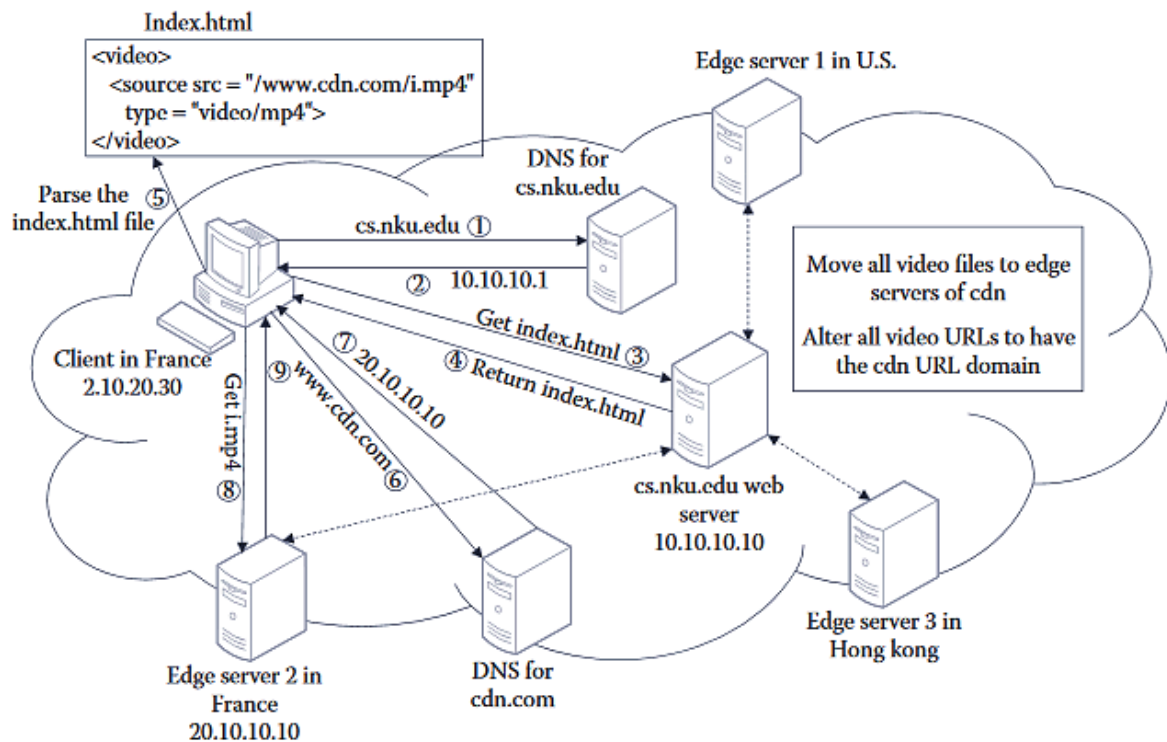 Index.html
<video>
<source src = "/www.cdn.com/i.mp4"
type = "video/mp4">
</video>
Edge server 1 in U.S.
DNS for
cs.nku.edu
Parse the ⑤
index.html file
cs.nku.edu ①
② 10.10.10.1
Get index.html ③
④ Return index.html
Move all video files to edge
servers of cdn
Alter all video URLs to have
the cdn URL domain
Client in France
2.10.20.30
⑦ 20.10.10.10
⑨
www.cdn.com ⑥
Get i.mp4
⑧
cs.nku.edu web
server
10.10.10.10
Edge server 2 in
France
20.10.10.10
DNS for
cdn.com
Edge server 3 in
Hong kong